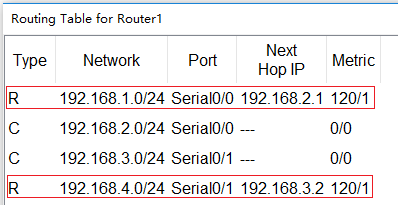 Routing Table for Router1
Type Network Port Next Hop IP Metric
R 192.168.1.0/24 Serial0/0 192.168.2.1 120/1
C 192.168.2.0/24 Serial0/0 --- 0/0
C 192.168.3.0/24 Serial0/1 --- 0/0
R 192.168.4.0/24 Serial0/1 192.168.3.2 120/1